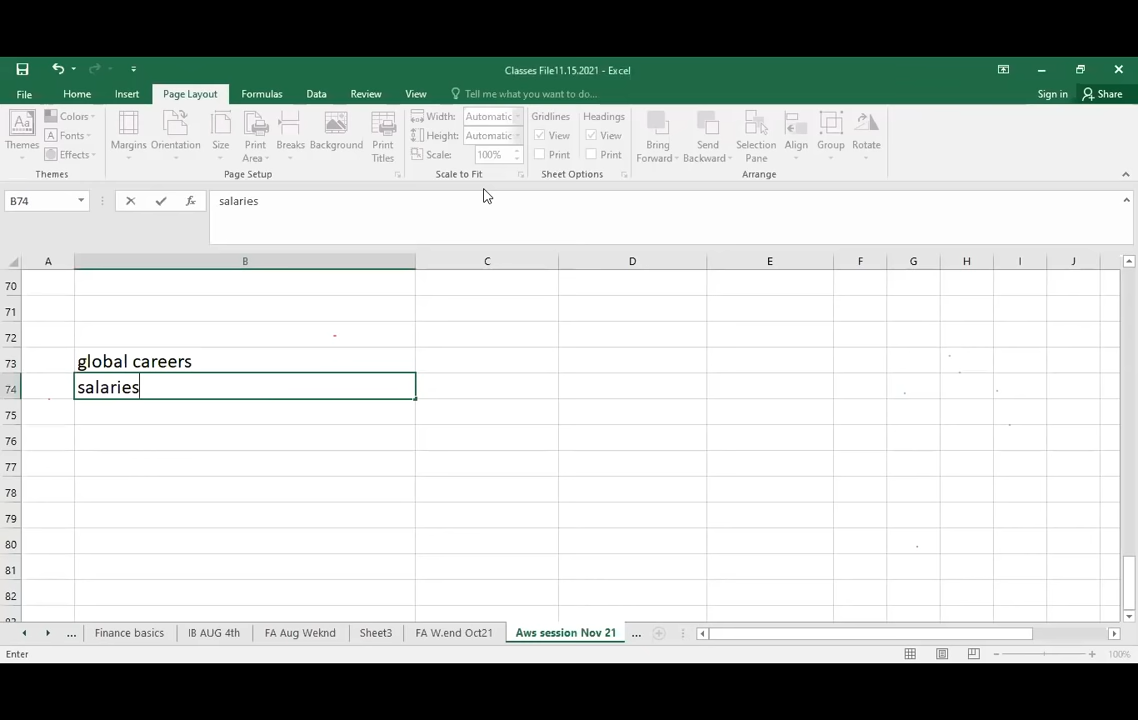 Classes File11.15.2021 - Excel
File Home Insert Page Layout Formulas Data Review View Tell me what you want to do... Sign in Share
Themes Colors Fonts Effects Margins Orientation Size Print Area Breaks Background Print Titles Width: Automatic Height: Automatic Scale: 100% Gridlines View Print Headings View Print Bring Forward Send Backward Selection Pane Align Group Rotate
Themes Page Setup Scale to Fit Sheet Options Arrange
B74 fx salaries
A B C D E F G H I J
70
71
72
73 global careers
74 salaries
75
76
77
78
79
80
81
82
83
... Finance basics IB AUG 4th FA Aug Weknd Sheet3 FA W.end Oct21 Aws session Nov 21 ...
Enter 100%